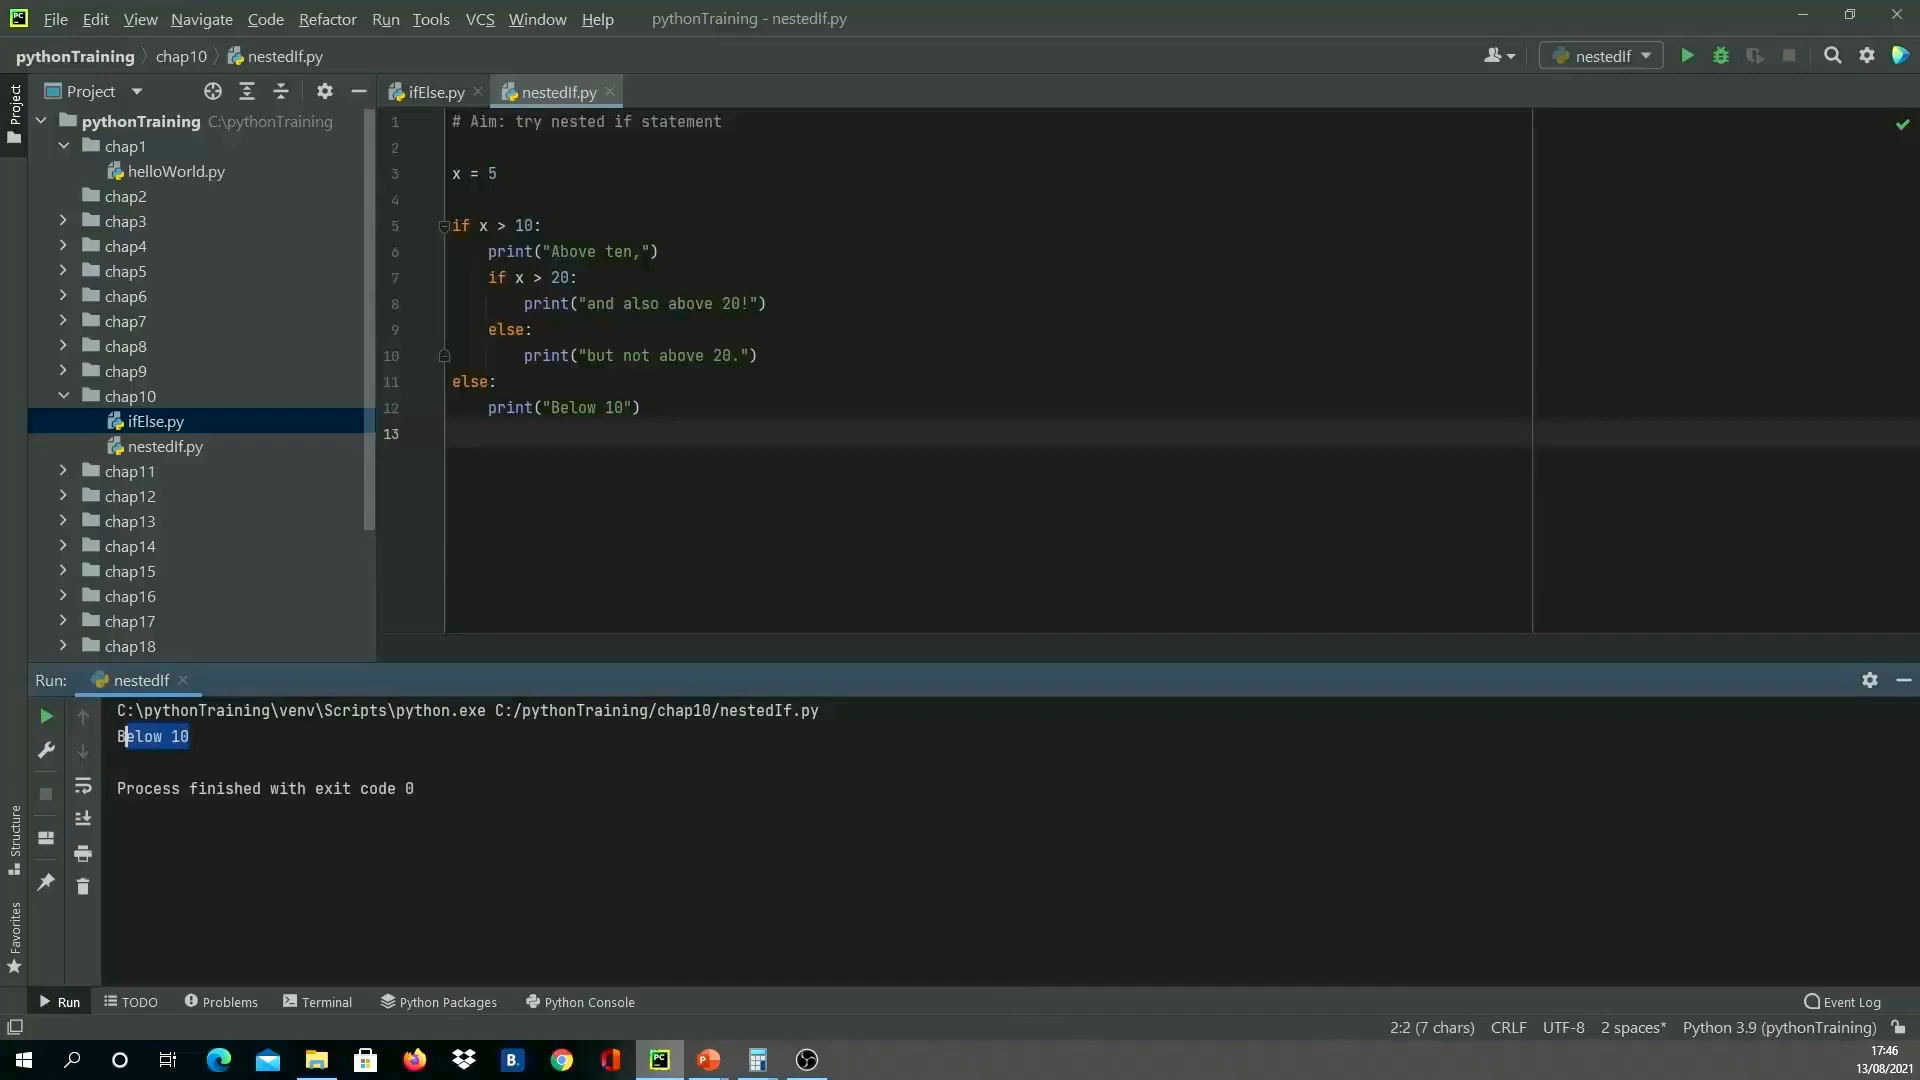 File Edit View Navigate Code Refactor Run Tools VCS Window Help pythonTraining - nestedIf.py
pythonTraining chap10 nestedIf.py nestedIf
Project
Project
ifElse.py nestedIf.py
pythonTraining C:\pythonTraining
chap1
helloWorld.py
chap2
chap3
chap4
chap5
chap6
chap7
chap8
chap9
chap10
ifElse.py
nestedIf.py
chap11
chap12
chap13
chap14
chap15
chap16
chap17
chap18
1 # Aim: try nested if statement
2
3 x = 5
4
5 if x > 10:
6     print("Above ten,")
7     if x > 20:
8         print("and also above 20!")
9     else:
10         print("but not above 20.")
11 else:
12     print("Below 10")
13
Run: nestedIf
C:\pythonTraining\venv\Scripts\python.exe C:/pythonTraining/chap10/nestedIf.py
Below 10
Process finished with exit code 0
Structure
Favorites
Run TODO Problems Terminal Python Packages Python Console Event Log
2:2 (7 chars) CRLF UTF-8 2 spaces* Python 3.9 (pythonTraining)
B.
17:46
13/08/2021